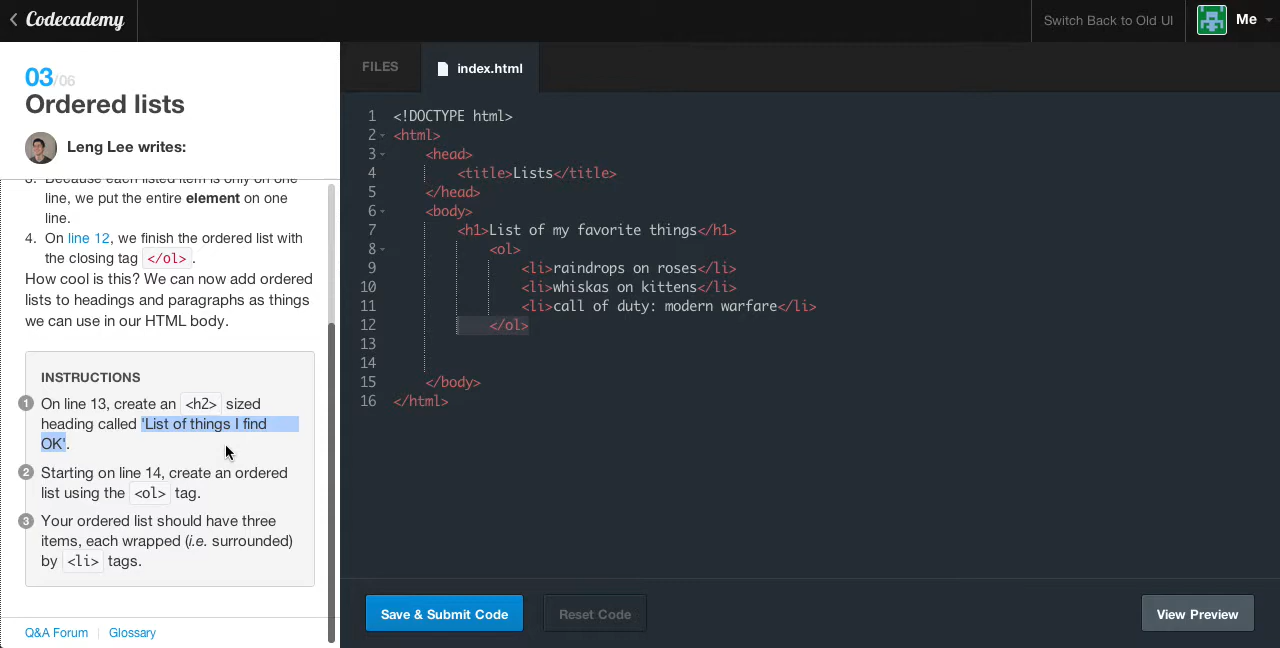 Codecademy
Switch Back to Old UI
Me
03/06
Ordered lists
Leng Lee writes:
3. Because each listed item is only on one
line, we put the entire element on one
line.
4. On line 12, we finish the ordered list with
the closing tag </ol>.
How cool is this? We can now add ordered
lists to headings and paragraphs as things
we can use in our HTML body.
INSTRUCTIONS
1 On line 13, create an <h2> sized
heading called 'List of things I find
OK'.
2 Starting on line 14, create an ordered
list using the <ol> tag.
3 Your ordered list should have three
items, each wrapped (i.e. surrounded)
by <li> tags.
Q&A Forum | Glossary
FILES
index.html
1 <!DOCTYPE html>
2 <html>
3 <head>
4 <title>Lists</title>
5 </head>
6 <body>
7 <h1>List of my favorite things</h1>
8 <ol>
9 <li>raindrops on roses</li>
10 <li>whiskas on kittens</li>
11 <li>call of duty: modern warfare</li>
12 </ol>
13
14
15 </body>
16 </html>
Save & Submit Code
Reset Code
View Preview